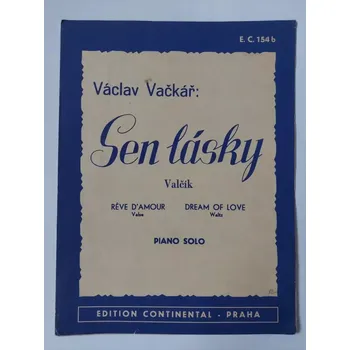 E. C. 154 b
Václav Vačkář:
Sen lásky
Valčík
RÊVE D'AMOUR DREAM OF LOVE
Valse Waltz
PIANO SOLO
EDITION CONTINENTAL - PRAHA